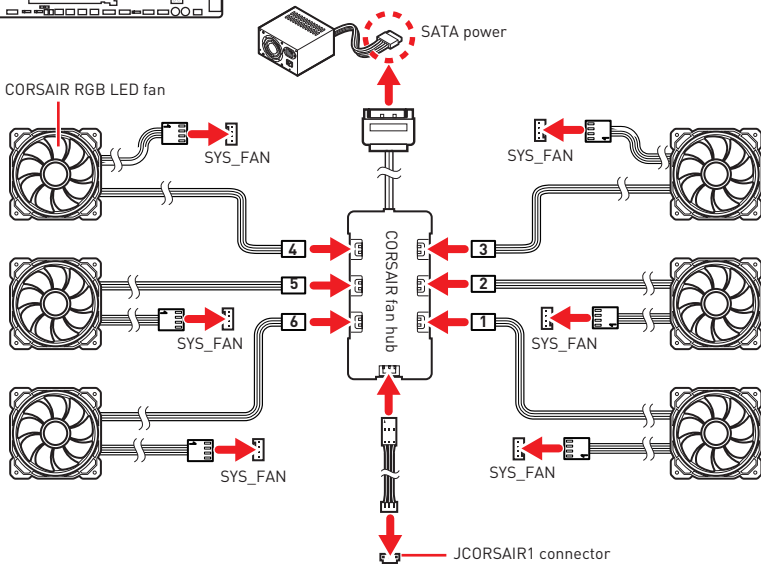 SATA power
CORSAIR RGB LED fan
SYS_FAN
SYS_FAN
4
3
5
2
6
1
CORSAIR fan hub
SYS_FAN
SYS_FAN
SYS_FAN
SYS_FAN
JCORSAIR1 connector